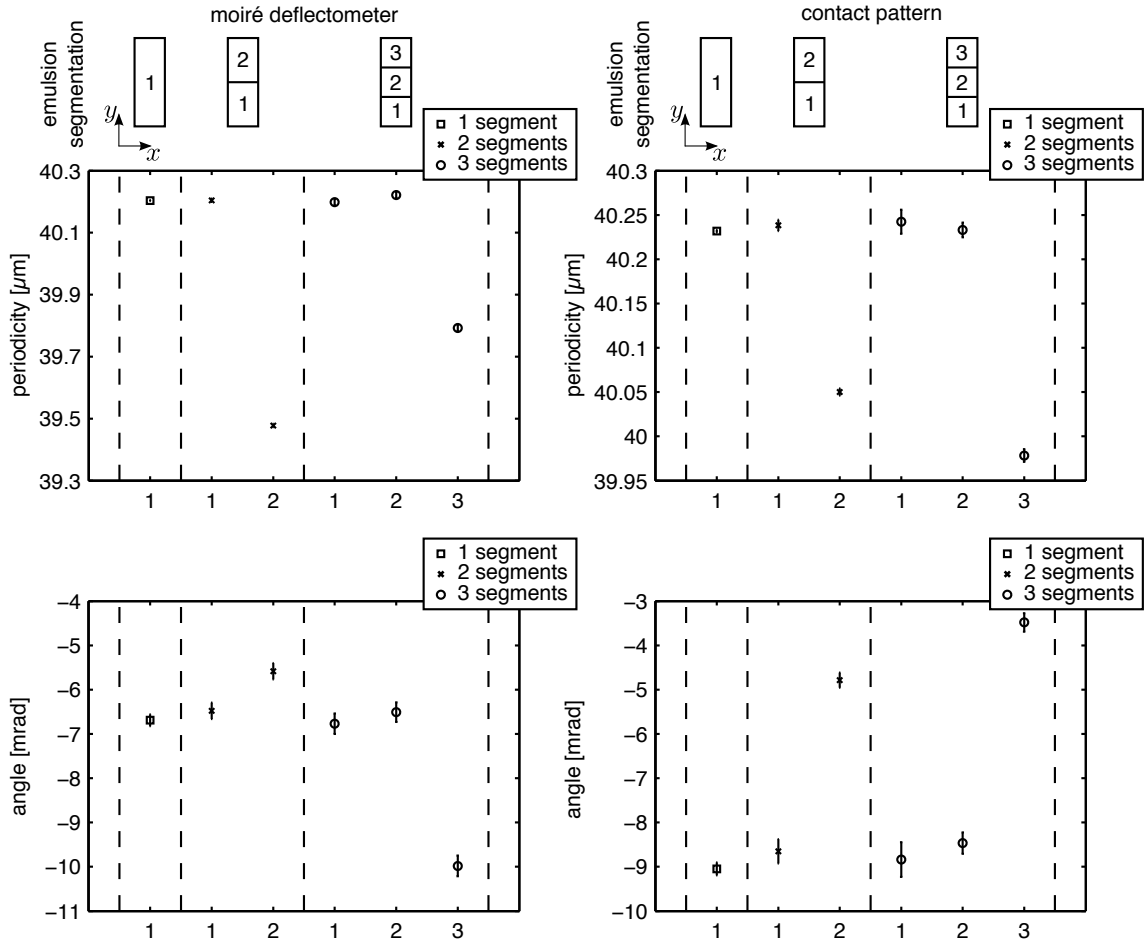 moiré deflectometer
emulsion
segmentation
1
2
1
3
2
1
y
x
1 segment
2 segments
3 segments
periodicity [μm]
40.3
40.1
39.9
39.7
39.5
39.3
1 1 2 1 2 3
contact pattern
emulsion
segmentation
1
2
1
3
2
1
y
x
1 segment
2 segments
3 segments
periodicity [μm]
40.3
40.25
40.2
40.15
40.1
40.05
40
39.95
1 1 2 1 2 3
1 segment
2 segments
3 segments
angle [mrad]
−4
−5
−6
−7
−8
−9
−10
−11
1 1 2 1 2 3
1 segment
2 segments
3 segments
angle [mrad]
−3
−4
−5
−6
−7
−8
−9
−10
1 1 2 1 2 3